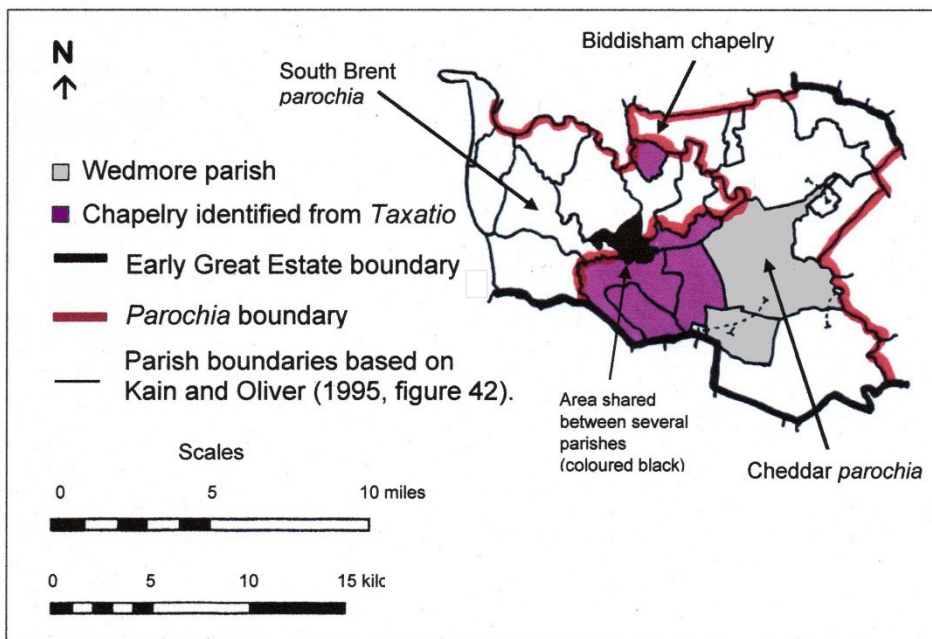 N
Biddisham chapelry
South Brent
parochia
Wedmore parish
Chapelry identified from Taxatio
Early Great Estate boundary
Parochia boundary
Parish boundaries based on
Kain and Oliver (1995, figure 42).
Area shared
between several
parishes
(coloured black)
Cheddar parochia
Scales
0 5 10 miles
0 5 10 15 kilo